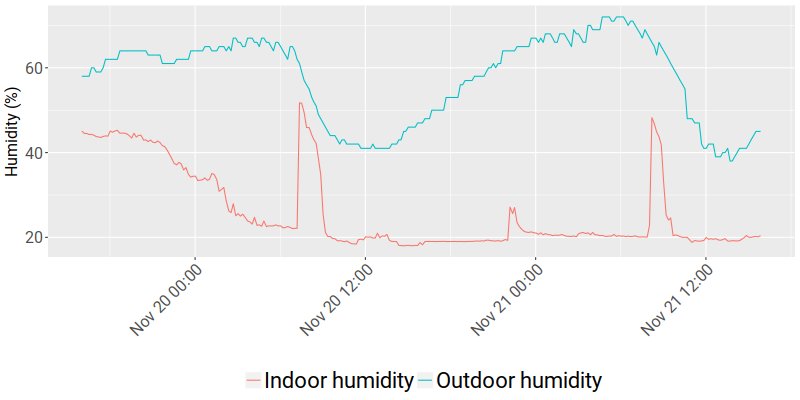 Humidity (%)
60
40
20
Nov 20 00:00
Nov 20 12:00
Nov 21 00:00
Nov 21 12:00
Indoor humidity Outdoor humidity